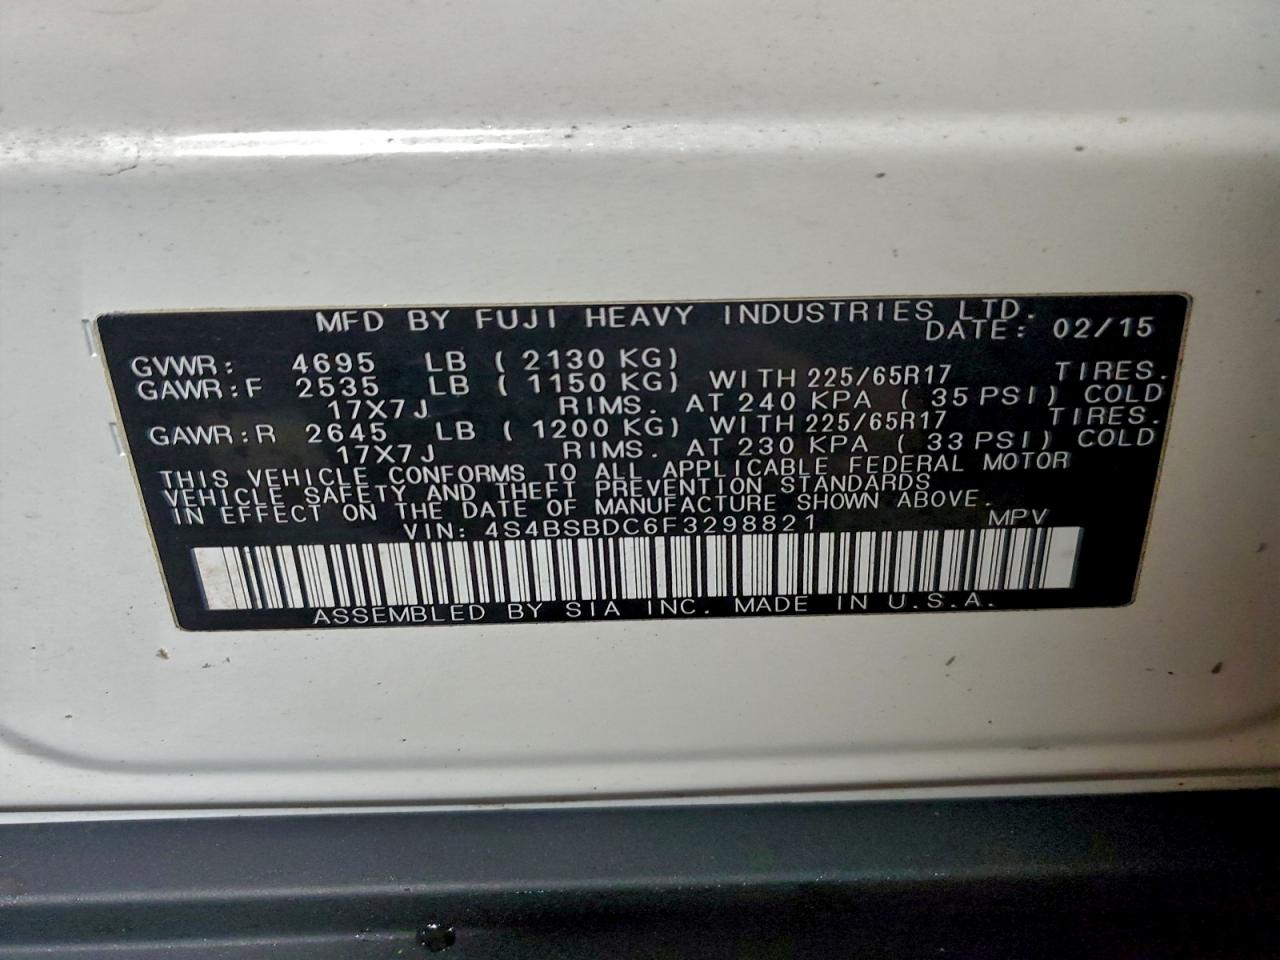 MFD BY FUJI HEAVY INDUSTRIES LTD.
DATE: 02/15
GVWR: 4695 LB ( 2130 KG)
GAWR:F 2535 LB ( 1150 KG) WITH 225/65R17 TIRES.
17X7J RIMS. AT 240 KPA ( 35 PSI) COLD
GAWR:R 2645 LB ( 1200 KG) WITH 225/65R17 TIRES.
17X7J RIMS. AT 230 KPA ( 33 PSI) COLD
THIS VEHICLE CONFORMS TO ALL APPLICABLE FEDERAL MOTOR
VEHICLE SAFETY AND THEFT PREVENTION STANDARDS
IN EFFECT ON THE DATE OF MANUFACTURE SHOWN ABOVE.
VIN: 4S4BSBDC6F3298821 MPV
ASSEMBLED BY SIA INC. MADE IN U.S.A.